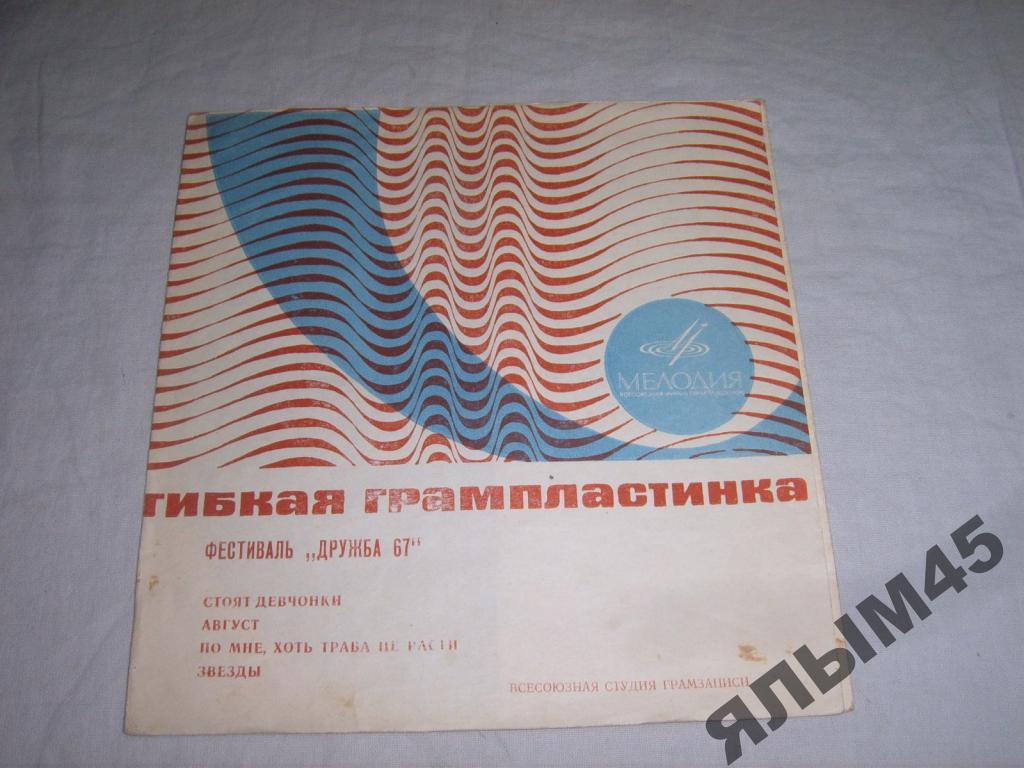 МЕЛОДИЯ
ГИБКАЯ ГРАМПЛАСТИНКА
ФЕСТИВАЛЬ „ДРУЖБА 67“
СТОЯТ ДЕВЧОНКИ
АВГУСТ
ПО МНЕ, ХОТЬ ТРАВА НЕ РАСТИ
ЗВЕЗДЫ
ВСЕСОЮЗНАЯ СТУДИЯ ГРАМЗАПИСИ
ЯЛЫМ45